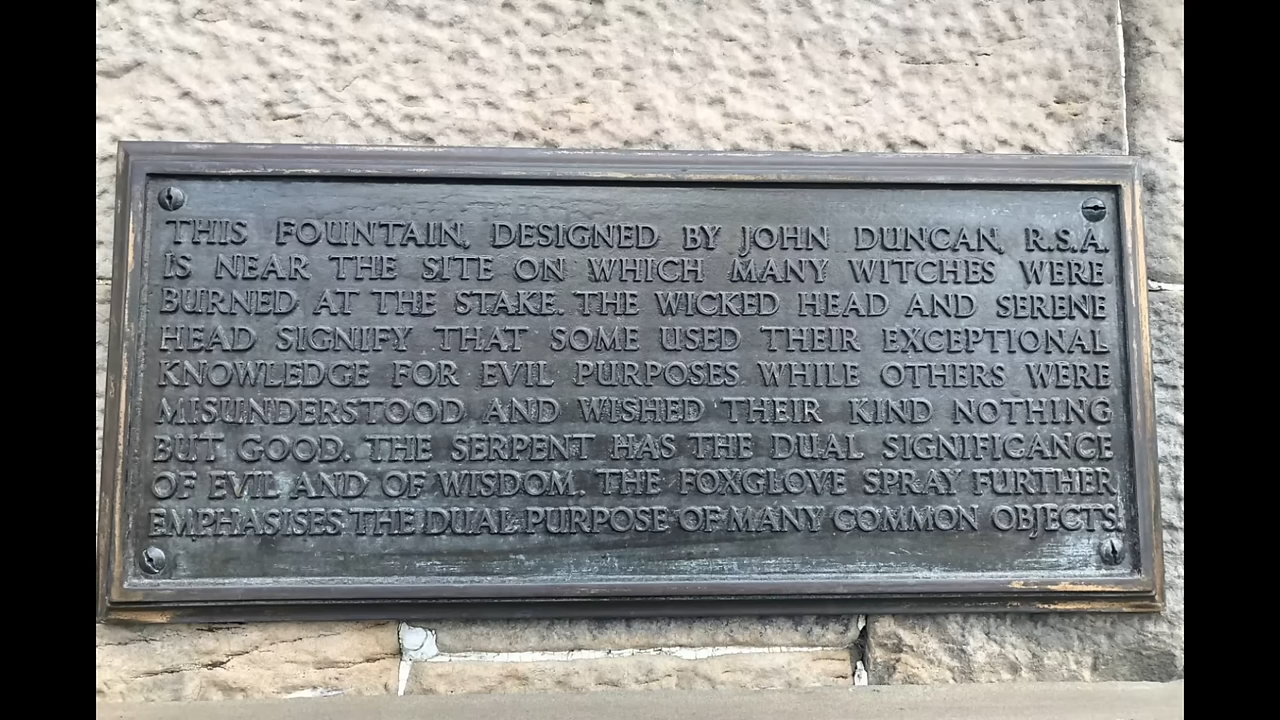 THIS FOUNTAIN, DESIGNED BY JOHN DUNCAN, R.S.A.
IS NEAR THE SITE ON WHICH MANY WITCHES WERE
BURNED AT THE STAKE. THE WICKED HEAD AND SERENE
HEAD SIGNIFY THAT SOME USED THEIR EXCEPTIONAL
KNOWLEDGE FOR EVIL PURPOSES WHILE OTHERS WERE
MISUNDERSTOOD AND WISHED THEIR KIND NOTHING
BUT GOOD. THE SERPENT HAS THE DUAL SIGNIFICANCE
OF EVIL AND OF WISDOM. THE FOXGLOVE SPRAY FURTHER
EMPHASISES THE DUAL PURPOSE OF MANY COMMON OBJECTS.